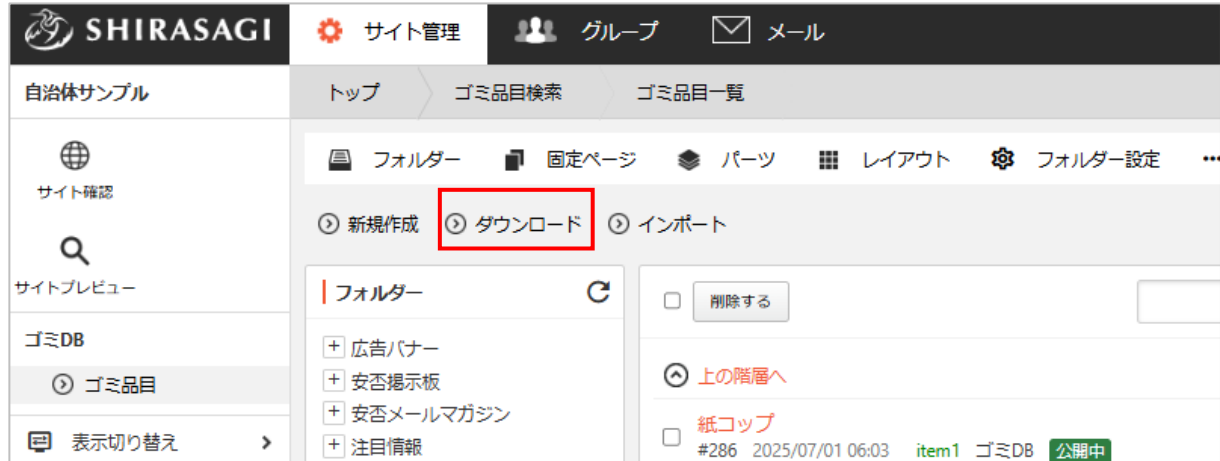 SHIRASAGI サイト管理 グループ メール
自治体サンプル
トップ ゴミ品目検索 ゴミ品目一覧
サイト確認
フォルダー 固定ページ パーツ レイアウト フォルダー設定 •••
新規作成 ダウンロード インポート
サイトプレビュー
ゴミDB
ゴミ品目
表示切り替え
フォルダー
広告バナー
安否掲示板
安否メールマガジン
注目情報
削除する
上の階層へ
紙コップ
#286 2025/07/01 06:03 item1 ゴミDB 公開中